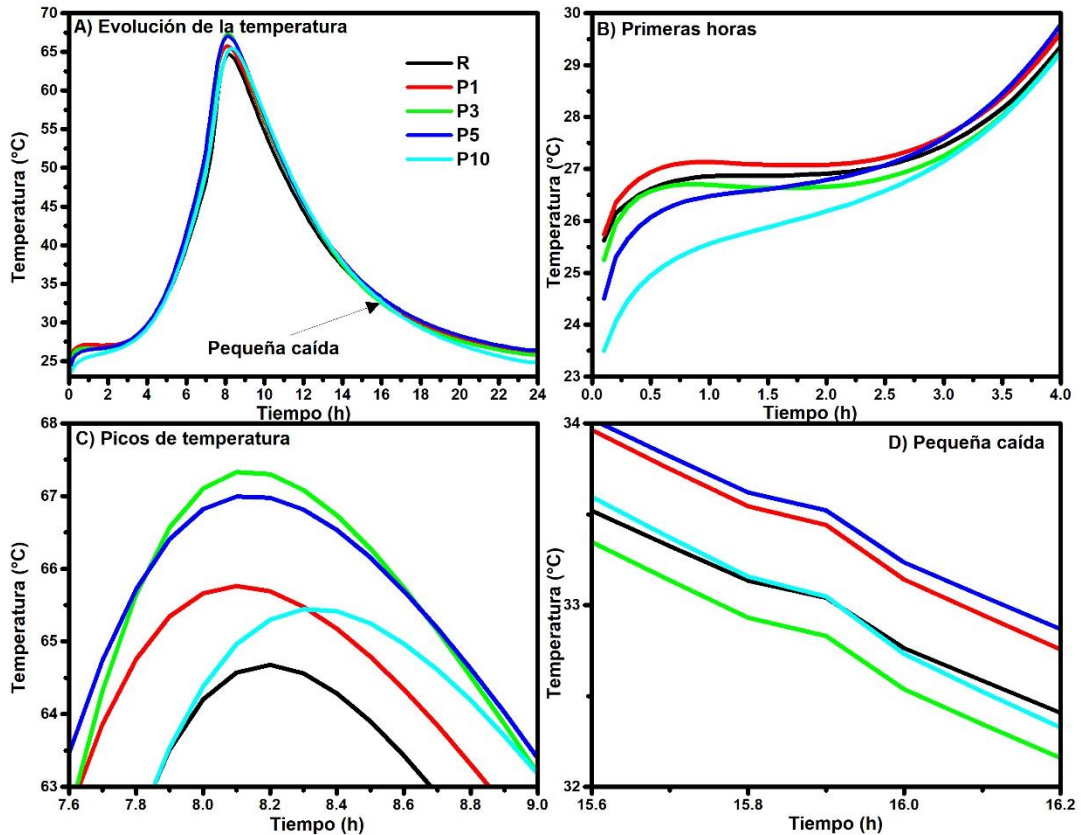 A) Evolución de la temperatura
70
65
60
55
50
45
40
35
30
25
Temperatura (°C)
R
P1
P3
P5
P10
Pequeña caída
0 2 4 6 8 10 12 14 16 18 20 22 24
Tiempo (h)
B) Primeras horas
30
29
28
27
26
25
24
23
Temperatura (°C)
0.0 0.5 1.0 1.5 2.0 2.5 3.0 3.5 4.0
Tiempo (h)
C) Picos de temperatura
68
67
66
65
64
63
Temperatura (°C)
7.6 7.8 8.0 8.2 8.4 8.6 8.8 9.0
Tiempo (h)
D) Pequeña caída
34
33
32
Temperatura (°C)
15.6 15.8 16.0 16.2
Tiempo (h)